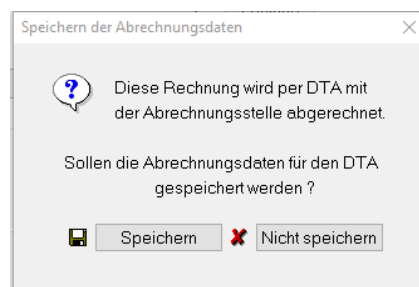 Speichern der Abrechnungsdaten
Diese Rechnung wird per DTA mit
der Abrechnungsstelle abgerechnet.
Sollen die Abrechnungsdaten für den DTA
gespeichert werden ?
Speichern
Nicht speichern